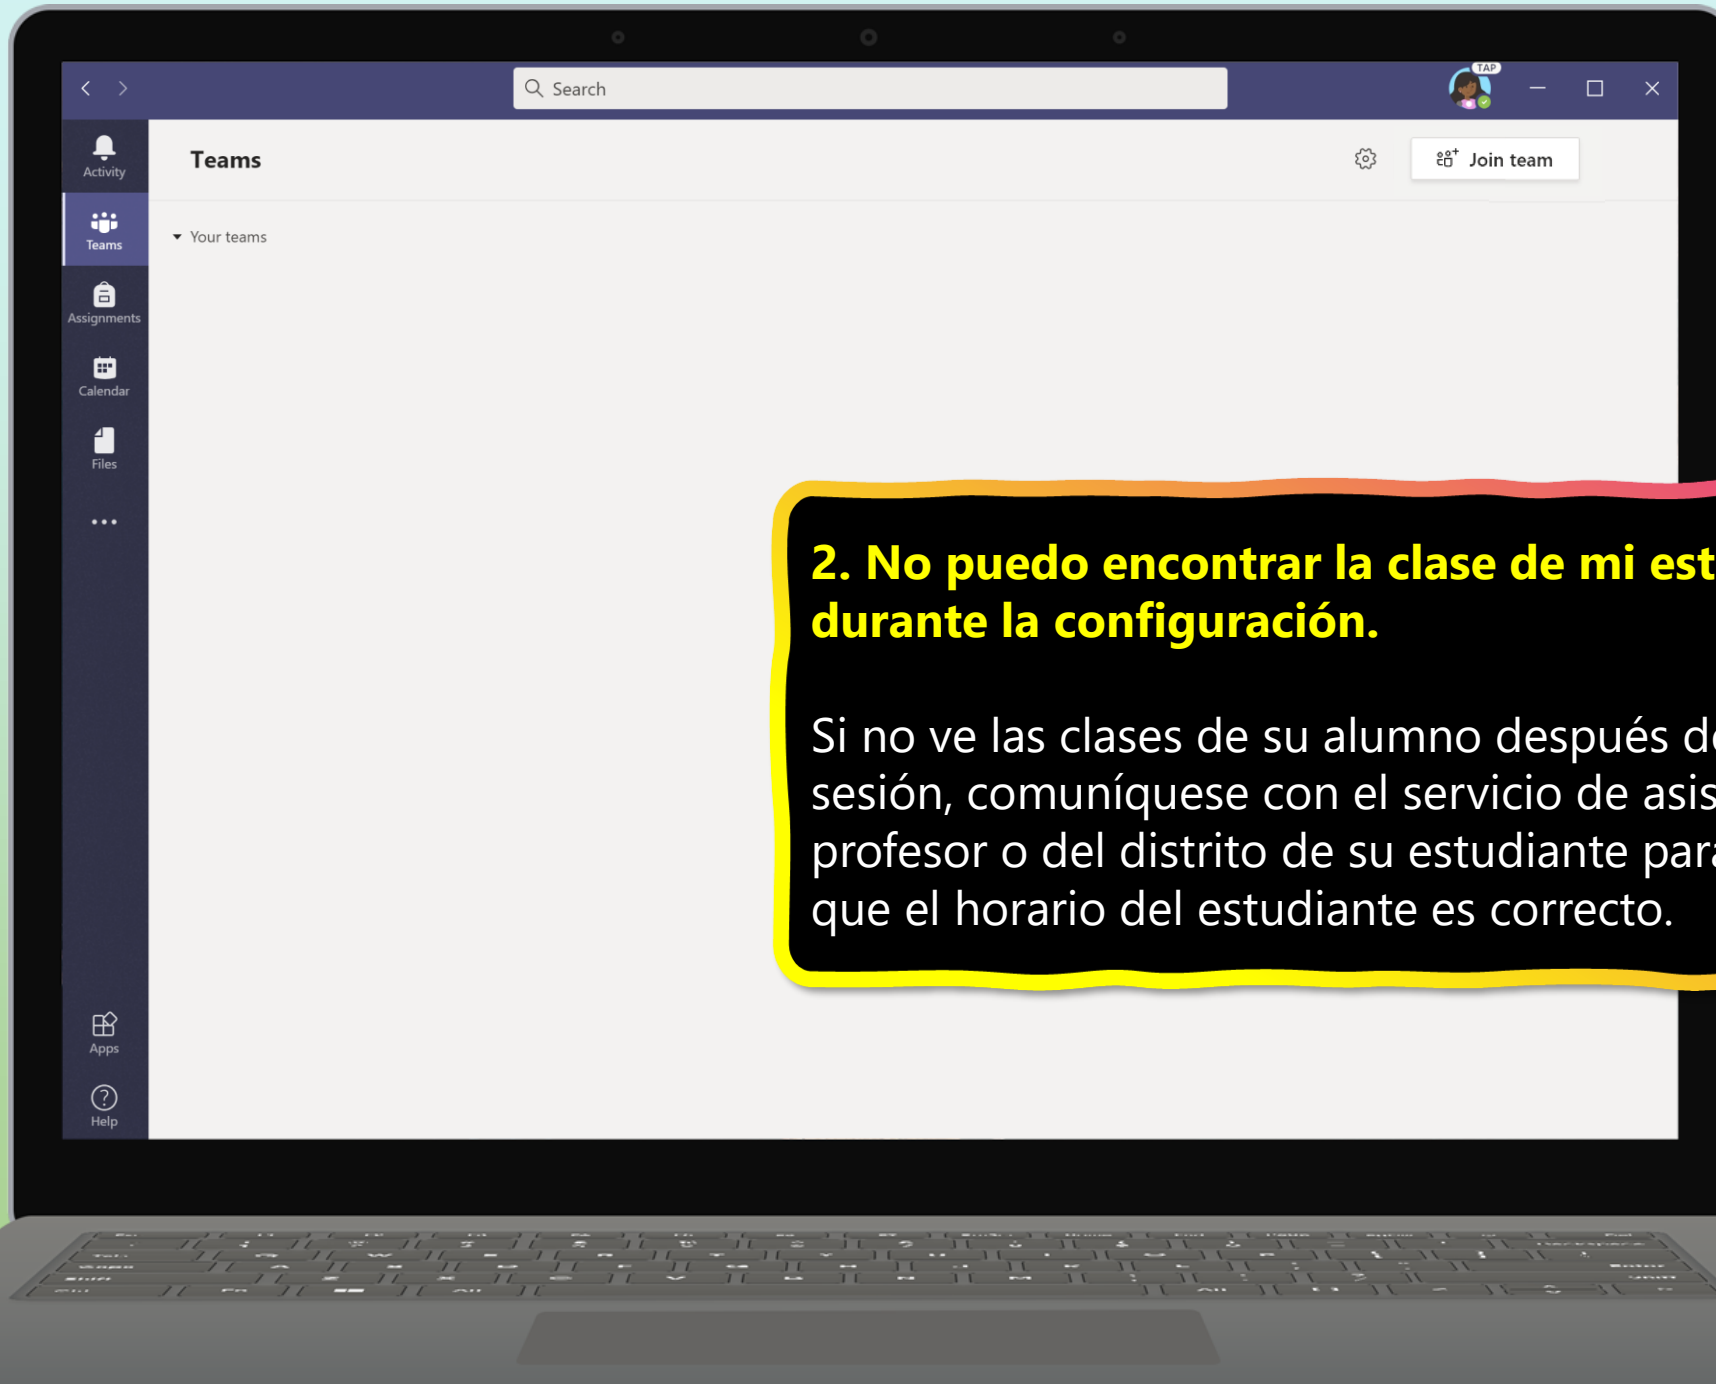 Search
TAP
Activity
Teams
Join team
Teams
Your teams
Assignments
Calendar
Files
2. No puedo encontrar la clase de mi est
durante la configuración.
Si no ve las clases de su alumno después d
sesión, comuníquese con el servicio de asis
profesor o del distrito de su estudiante para
que el horario del estudiante es correcto.
Apps
Help